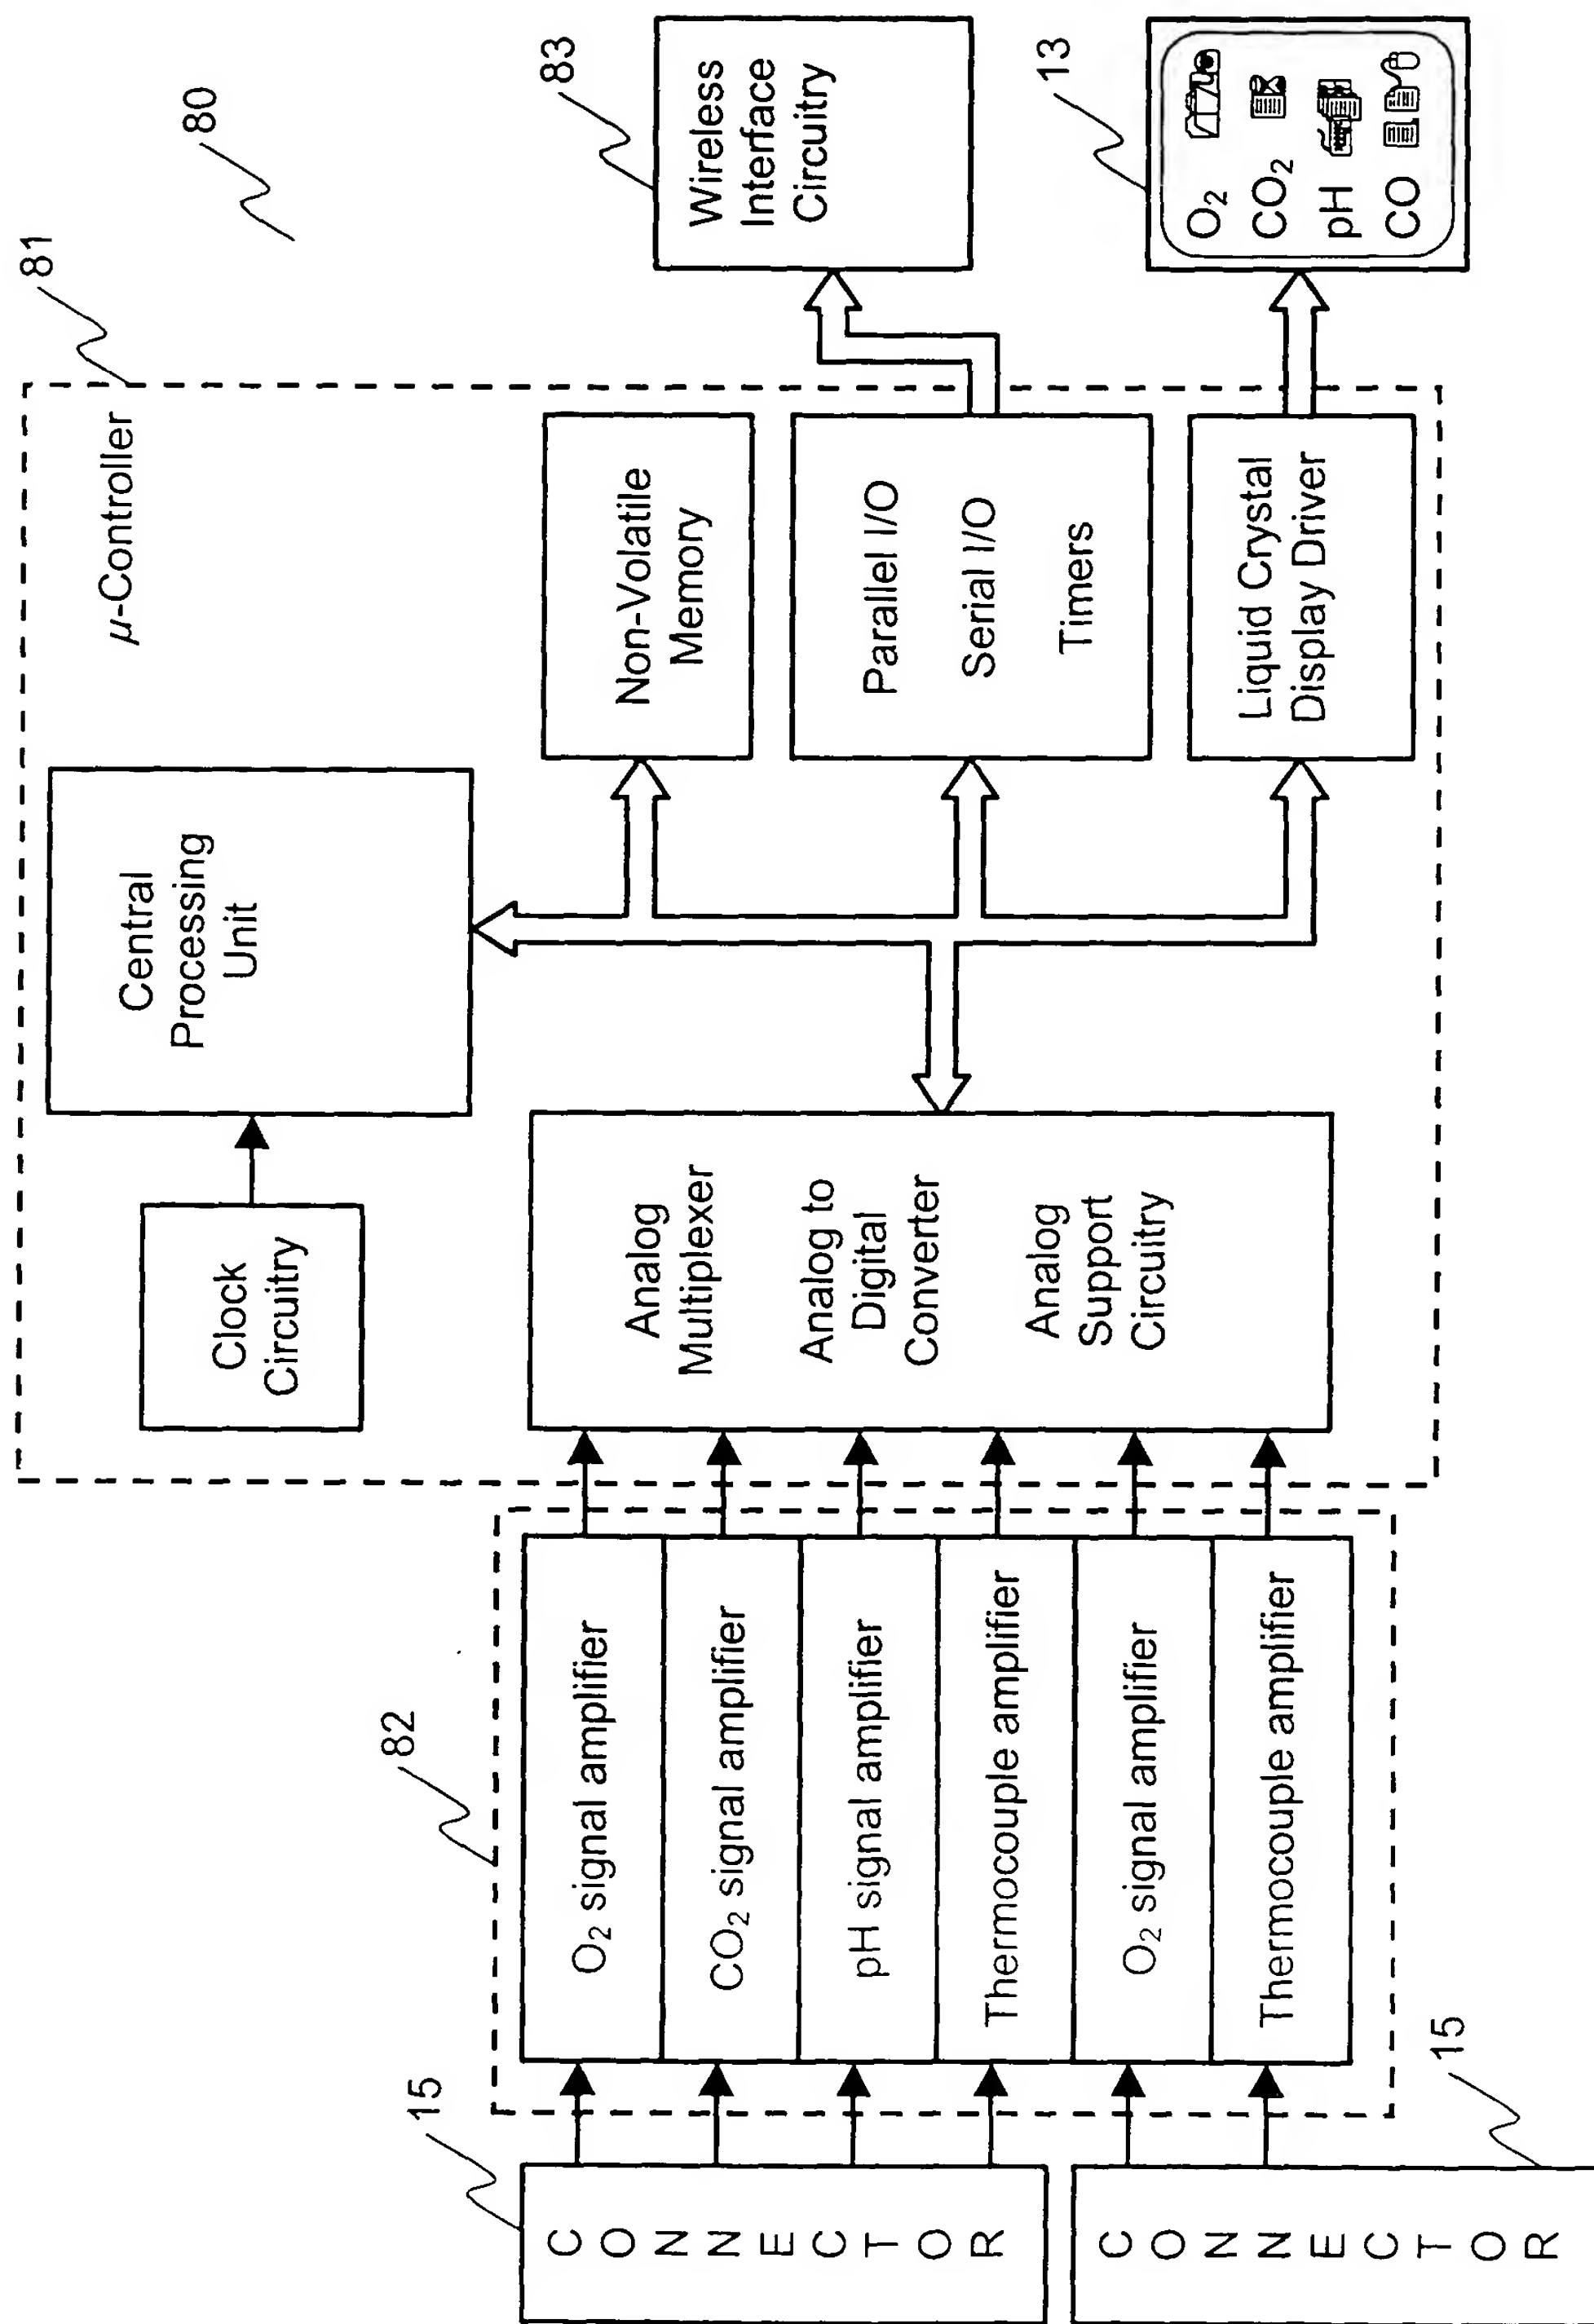 80
81
μ-Controller
Clock
Circuitry
Central
Processing
Unit
83
Wireless
Interface
Circuitry
82
15
CONNECTOR
O₂ signal amplifier
CO₂ signal amplifier
pH signal amplifier
Thermocouple amplifier
15
CONNECTOR
O₂ signal amplifier
Thermocouple amplifier
Analog
Multiplexer
Analog to
Digital
Converter
Analog
Support
Circuitry
Non-Volatile
Memory
Parallel I/O
Serial I/O
Timers
Liquid Crystal
Display Driver
13
O₂
CO₂
pH
CO